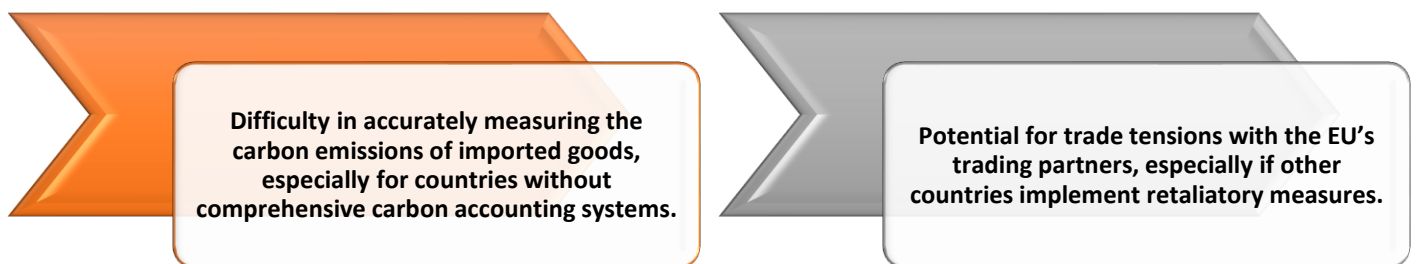 Difficulty in accurately measuring the
carbon emissions of imported goods,
especially for countries without
comprehensive carbon accounting systems.
Potential for trade tensions with the EU's
trading partners, especially if other
countries implement retaliatory measures.